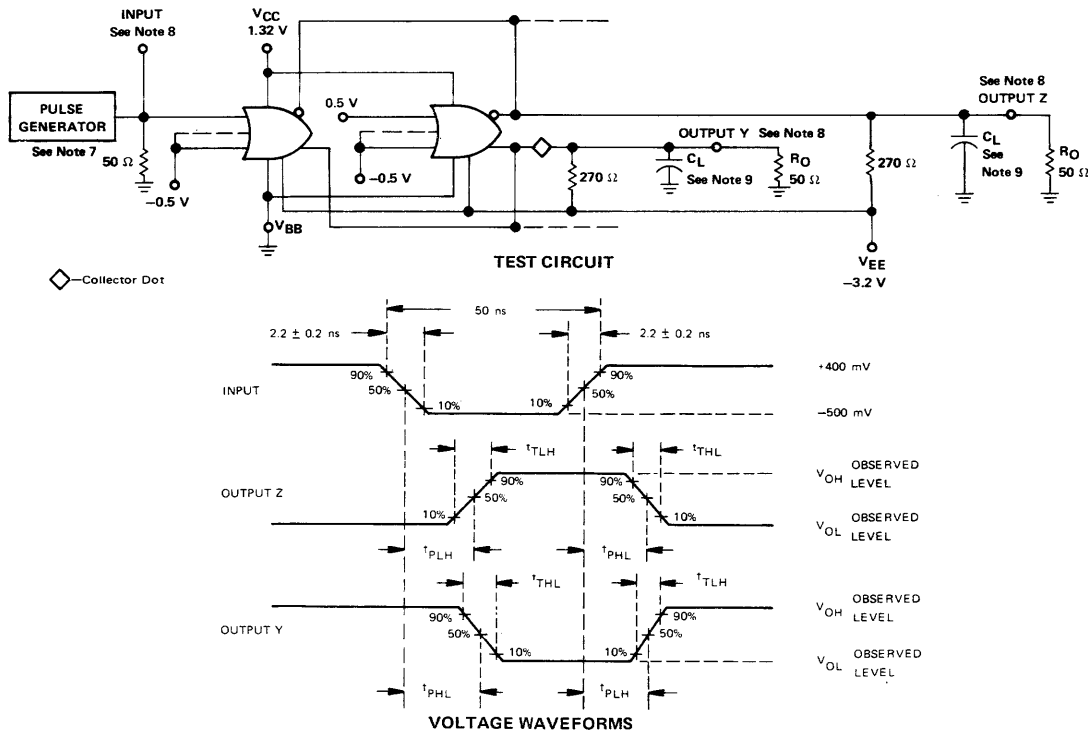 INPUT
See Note 8
VCC
1.32 V
PULSE
GENERATOR
See Note 7
50 Ω
−0.5 V
VBB
0.5 V
−0.5 V
OUTPUT Y See Note 8
270 Ω
CL
See Note 9
RO
50 Ω
270 Ω
See Note 8
OUTPUT Z
CL
See
Note 9
RO
50 Ω
VEE
−3.2 V
TEST CIRCUIT
—Collector Dot
50 ns
2.2 ± 0.2 ns
2.2 ± 0.2 ns
INPUT
90%
50%
10%
10%
50%
90%
+400 mV
−500 mV
tTLH
tTHL
OUTPUT Z
10%
50%
90%
90%
50%
10%
VOH OBSERVED
LEVEL
VOL OBSERVED
LEVEL
tPLH
tPHL
tTHL
tTLH
OUTPUT Y
90%
50%
10%
10%
50%
90%
VOH OBSERVED
LEVEL
VOL OBSERVED
LEVEL
tPHL
tPLH
VOLTAGE WAVEFORMS